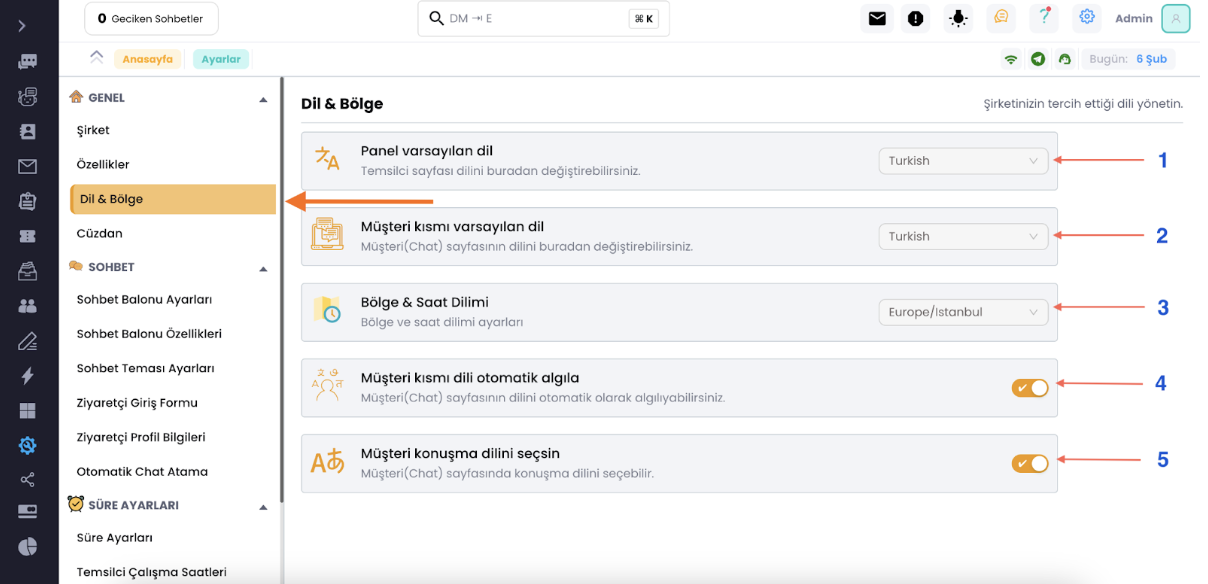 0 Geciken Sohbetler
DM ⇥ E
⌘ K
Admin
Anasayfa
Ayarlar
Bugün: 6 Şub
GENEL
Şirket
Özellikler
Dil & Bölge
Cüzdan
SOHBET
Sohbet Balonu Ayarları
Sohbet Balonu Özellikleri
Sohbet Teması Ayarları
Ziyaretçi Giriş Formu
Ziyaretçi Profil Bilgileri
Otomatik Chat Atama
SÜRE AYARLARI
Süre Ayarları
Temsilci Çalışma Saatleri
Dil & Bölge
Şirketinizin tercih ettiği dili yönetin.
Panel varsayılan dil
Temsilci sayfası dilini buradan değiştirebilirsiniz.
Turkish
1
Müşteri kısmı varsayılan dil
Müşteri(Chat) sayfasının dilini buradan değiştirebilirsiniz.
Turkish
2
Bölge & Saat Dilimi
Bölge ve saat dilimi ayarları
Europe/Istanbul
3
Müşteri kısmı dili otomatik algıla
Müşteri(Chat) sayfasının dilini otomatik olarak algılıyabilirsiniz.
4
Müşteri konuşma dilini seçsin
Müşteri(Chat) sayfasında konuşma dilini seçebilir.
5